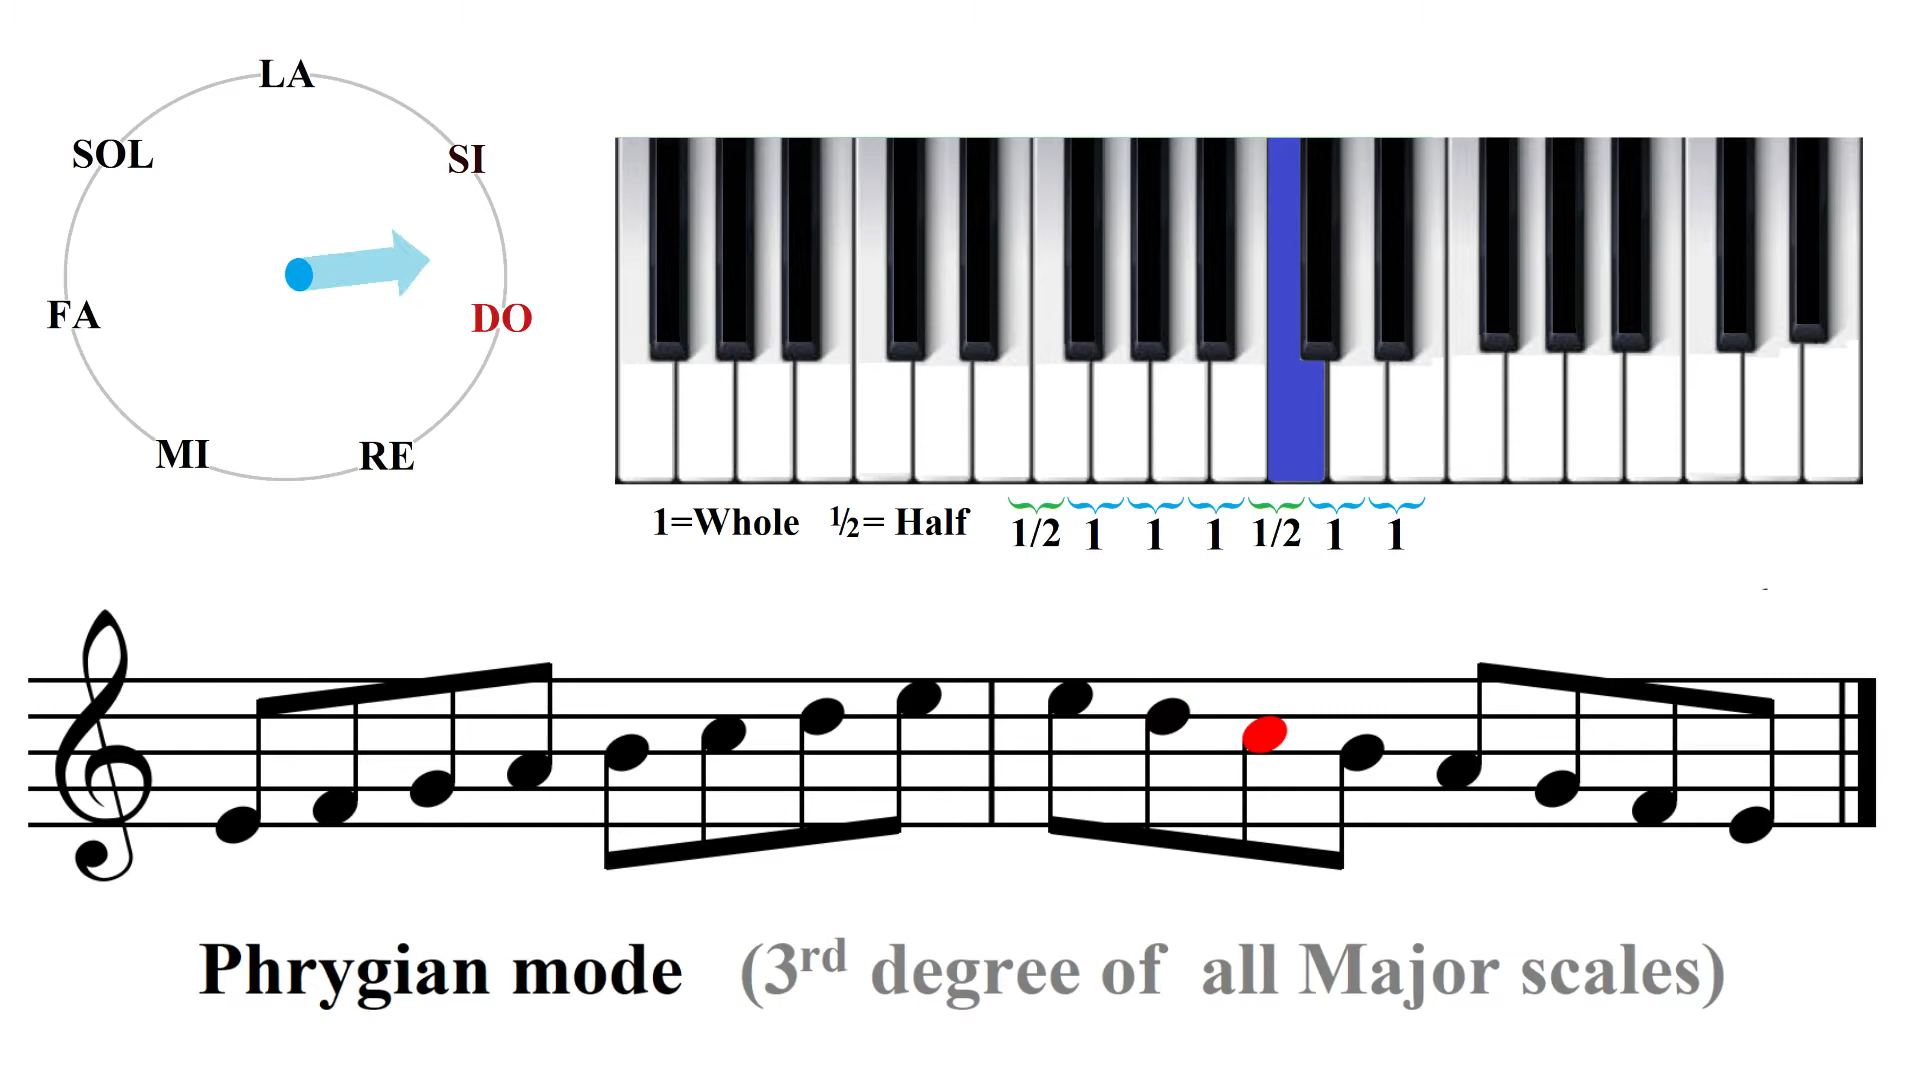 LA
SOL
SI
FA
DO
MI
RE
1=Whole ½= Half
1/2 1 1 1 1/2 1 1
Phrygian mode (3rd degree of all Major scales)